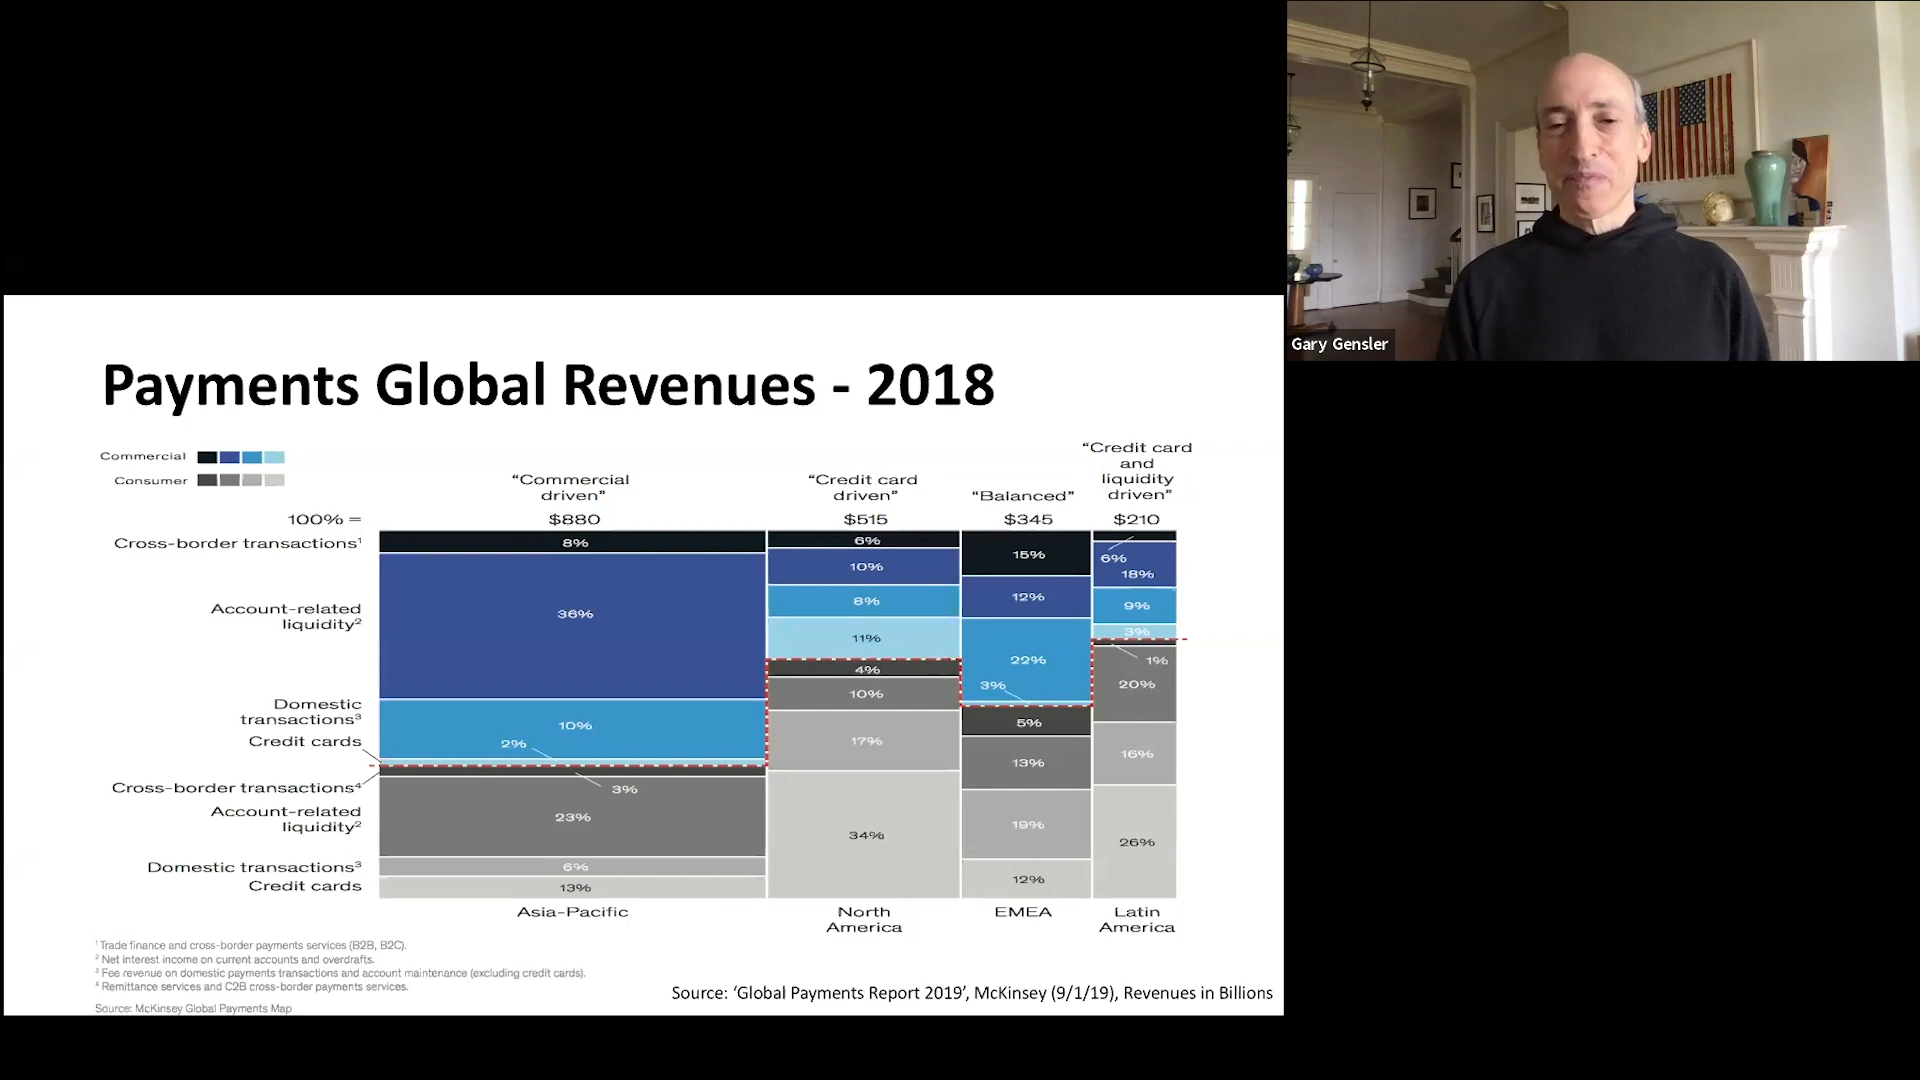 Gary Gensler
Payments Global Revenues - 2018
Commercial
Consumer
“Commercial
driven”
“Credit card
driven”
“Balanced”
“Credit card
and
liquidity
driven”
100% =
$880
$515
$345
$210
Cross-border transactions¹
Account-related
liquidity²
Domestic
transactions³
Credit cards
Cross-border transactions⁴
Account-related
liquidity²
Domestic transactions³
Credit cards
8%
36%
10%
2%
3%
23%
6%
13%
6%
10%
8%
11%
4%
10%
17%
34%
15%
12%
22%
3%
5%
13%
19%
12%
6%
18%
9%
3%
1%
20%
16%
26%
Asia-Pacific
North
America
EMEA
Latin
America
¹ Trade finance and cross-border payments services (B2B, B2C).
² Net interest income on current accounts and overdrafts.
³ Fee revenue on domestic payments transactions and account maintenance (excluding credit cards).
⁴ Remittance services and C2B cross-border payments services.
Source: McKinsey Global Payments Map
Source: ‘Global Payments Report 2019’, McKinsey (9/1/19), Revenues in Billions